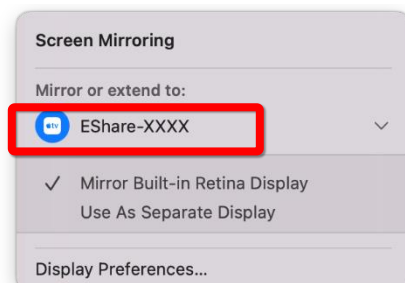 Screen Mirroring
Mirror or extend to:
tv
EShare-XXXX
✓ Mirror Built-in Retina Display
Use As Separate Display
Display Preferences...